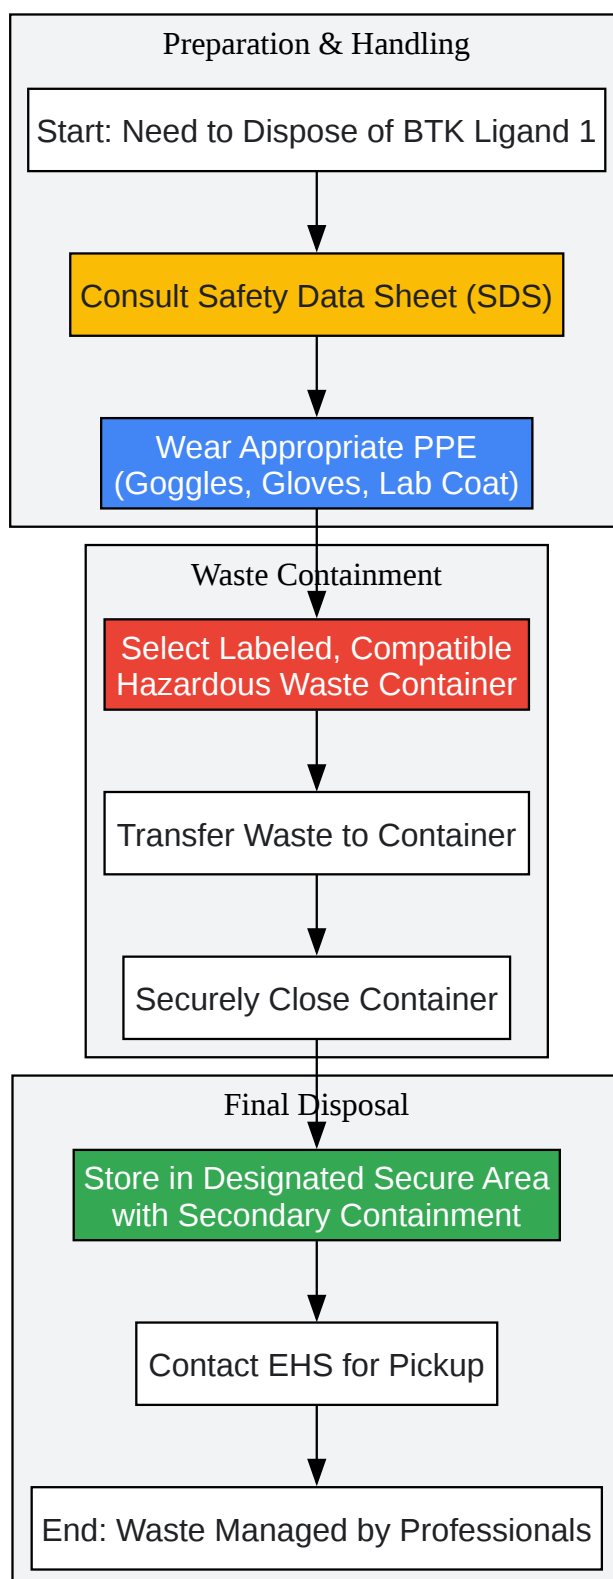 Preparation & Handling
Start: Need to Dispose of BTK Ligand 1
Consult Safety Data Sheet (SDS)
Wear Appropriate PPE
(Goggles, Gloves, Lab Coat)
Waste Containment
Select Labeled, Compatible
Hazardous Waste Container
Transfer Waste to Container
Securely Close Container
Final Disposal
Store in Designated Secure Area
with Secondary Containment
Contact EHS for Pickup
End: Waste Managed by Professionals